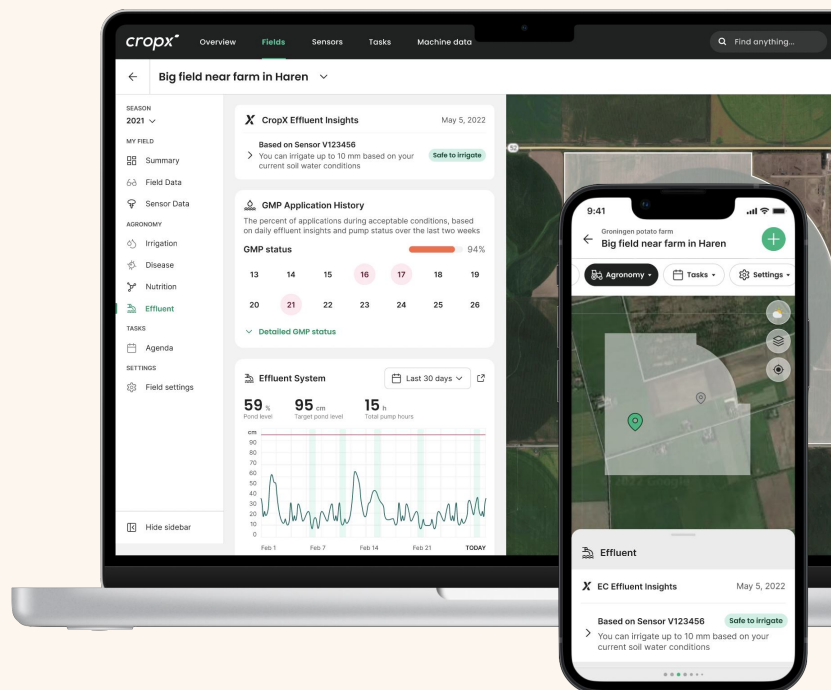 cropx
Overview
Fields
Sensors
Tasks
Machine data
Find anything...
Big field near farm in Haren
SEASON
2021
MY FIELD
Summary
Field Data
Sensor Data
AGRONOMY
Irrigation
Disease
Nutrition
Effluent
TASKS
Agenda
SETTINGS
Field settings
Hide sidebar
CropX Effluent Insights
May 5, 2022
Based on Sensor V123456
You can irrigate up to 10 mm based on your
current soil water conditions
Safe to irrigate
GMP Application History
The percent of applications during acceptable conditions, based
on daily effluent insights and pump status over the last two weeks
GMP status
94%
13 14 15 16 17 18 19
20 21 22 23 24 25 26
Detailed GMP status
Effluent System
Last 30 days
59 %
Pond level
95 cm
Target pond level
15 h
Total pump hours
cm
90
80
70
60
50
40
30
20
10
0
Feb 1
Feb 7
Feb 14
Feb 21
TODAY
52
9:41
Groningen potato farm
Big field near farm in Haren
Agronomy
Tasks
Settings
©2022 Google
Effluent
EC Effluent Insights
May 5, 2022
Based on Sensor V123456
Safe to irrigate
You can irrigate up to 10 mm based on your
current soil water conditions